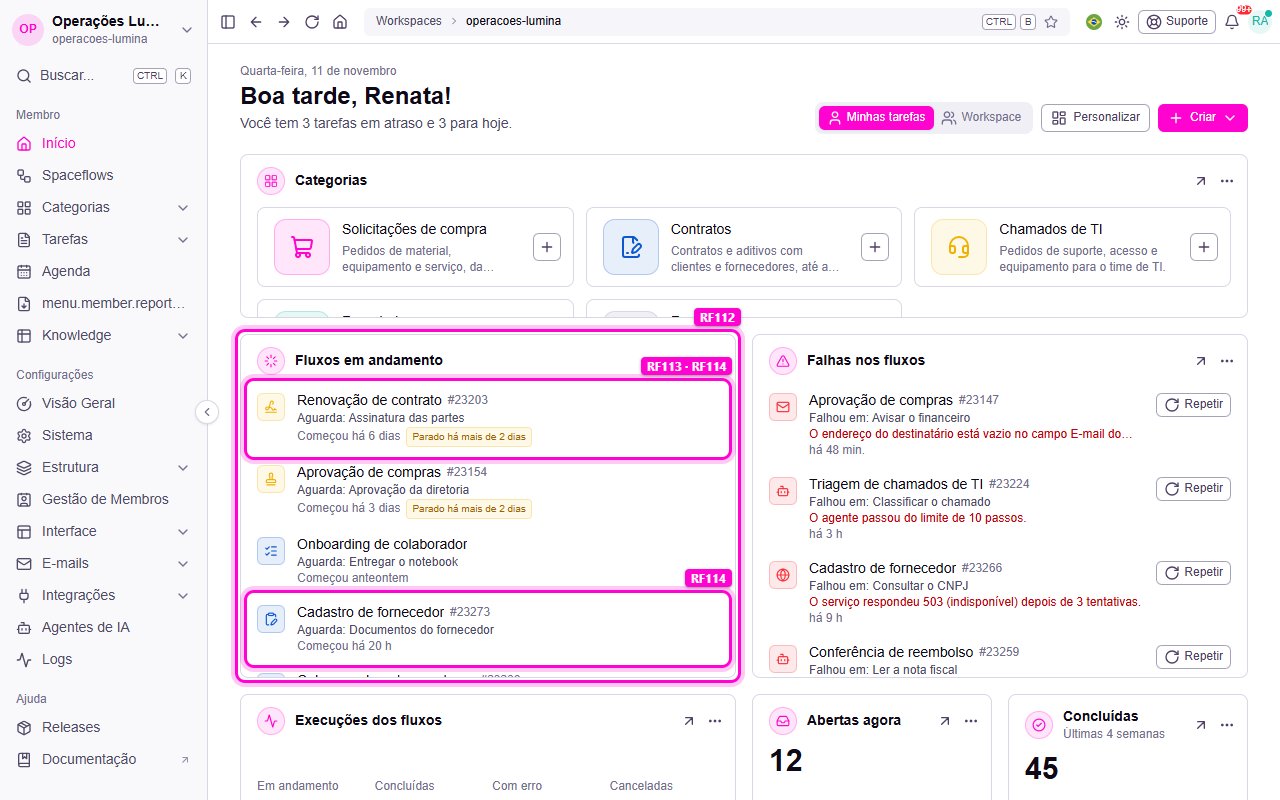 OP
Operações Lu...
operacoes-lumina
Buscar...
CTRL K
Membro
Início
Spaceflows
Categorias
Tarefas
Agenda
menu.member.report...
Knowledge
Configurações
Visão Geral
Sistema
Estrutura
Gestão de Membros
Interface
E-mails
Integrações
Agentes de IA
Logs
Ajuda
Releases
Documentação
Workspaces > operacoes-lumina
CTRL B
Suporte
99+
RA
Quarta-feira, 11 de novembro
Boa tarde, Renata!
Você tem 3 tarefas em atraso e 3 para hoje.
Minhas tarefas
Workspace
Personalizar
Criar
Categorias
Solicitações de compra
Pedidos de material,
equipamento e serviço, da...
Contratos
Contratos e aditivos com
clientes e fornecedores, até a...
Chamados de TI
Pedidos de suporte, acesso e
equipamento para o time de TI.
RF112
Fluxos em andamento
RF113 · RF114
Renovação de contrato #23203
Aguarda: Assinatura das partes
Começou há 6 dias Parado há mais de 2 dias
Aprovação de compras #23154
Aguarda: Aprovação da diretoria
Começou há 3 dias Parado há mais de 2 dias
Onboarding de colaborador
Aguarda: Entregar o notebook
Começou anteontem
RF114
Cadastro de fornecedor #23273
Aguarda: Documentos do fornecedor
Começou há 20 h
Falhas nos fluxos
Aprovação de compras #23147
Falhou em: Avisar o financeiro
O endereço do destinatário está vazio no campo E-mail do...
há 48 min.
Repetir
Triagem de chamados de TI #23224
Falhou em: Classificar o chamado
O agente passou do limite de 10 passos.
há 3 h
Repetir
Cadastro de fornecedor #23266
Falhou em: Consultar o CNPJ
O serviço respondeu 503 (indisponível) depois de 3 tentativas.
há 9 h
Repetir
Conferência de reembolso #23259
Falhou em: Ler a nota fiscal
Repetir
Execuções dos fluxos
Em andamento
Concluídas
Com erro
Canceladas
Abertas agora
12
Concluídas
Últimas 4 semanas
45